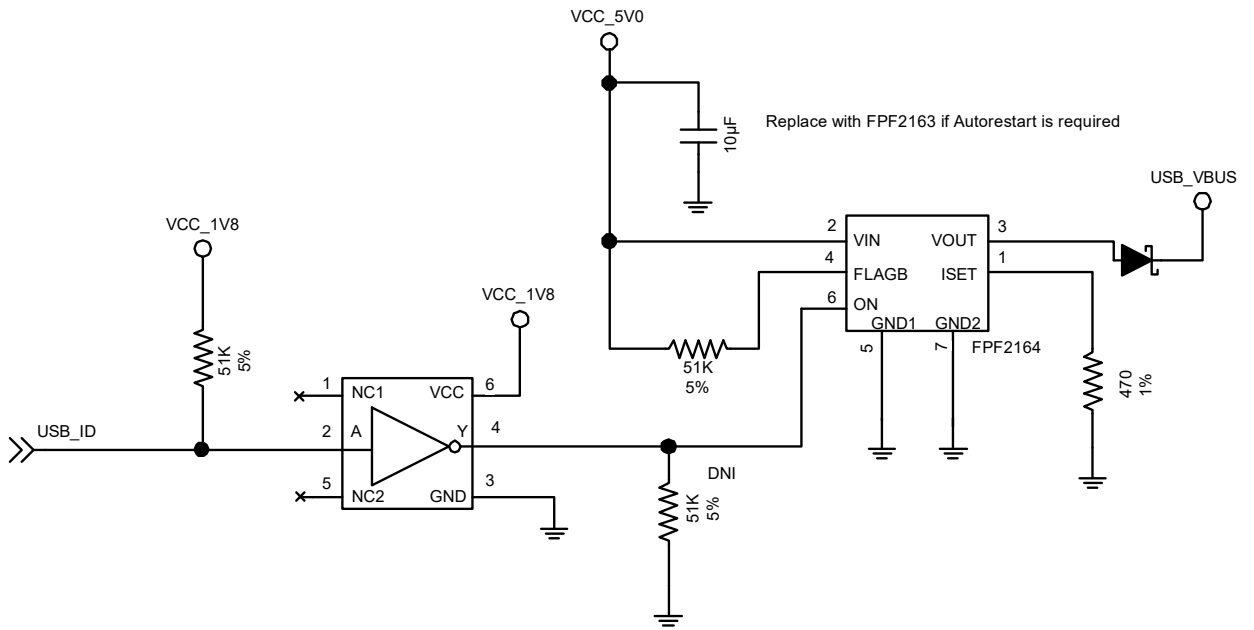 VCC_5V0
10µF
Replace with FPF2163 if Autorestart is required
USB_VBUS
VCC_1V8
2
VIN
VOUT
3
4
FLAGB
ISET
1
6
ON
GND1
GND2
5
7
FPF2164
VCC_1V8
51K
5%
51K
5%
470
1%
1
NC1
VCC
6
USB_ID
2
A
Y
4
5
NC2
GND
3
DNI
51K
5%